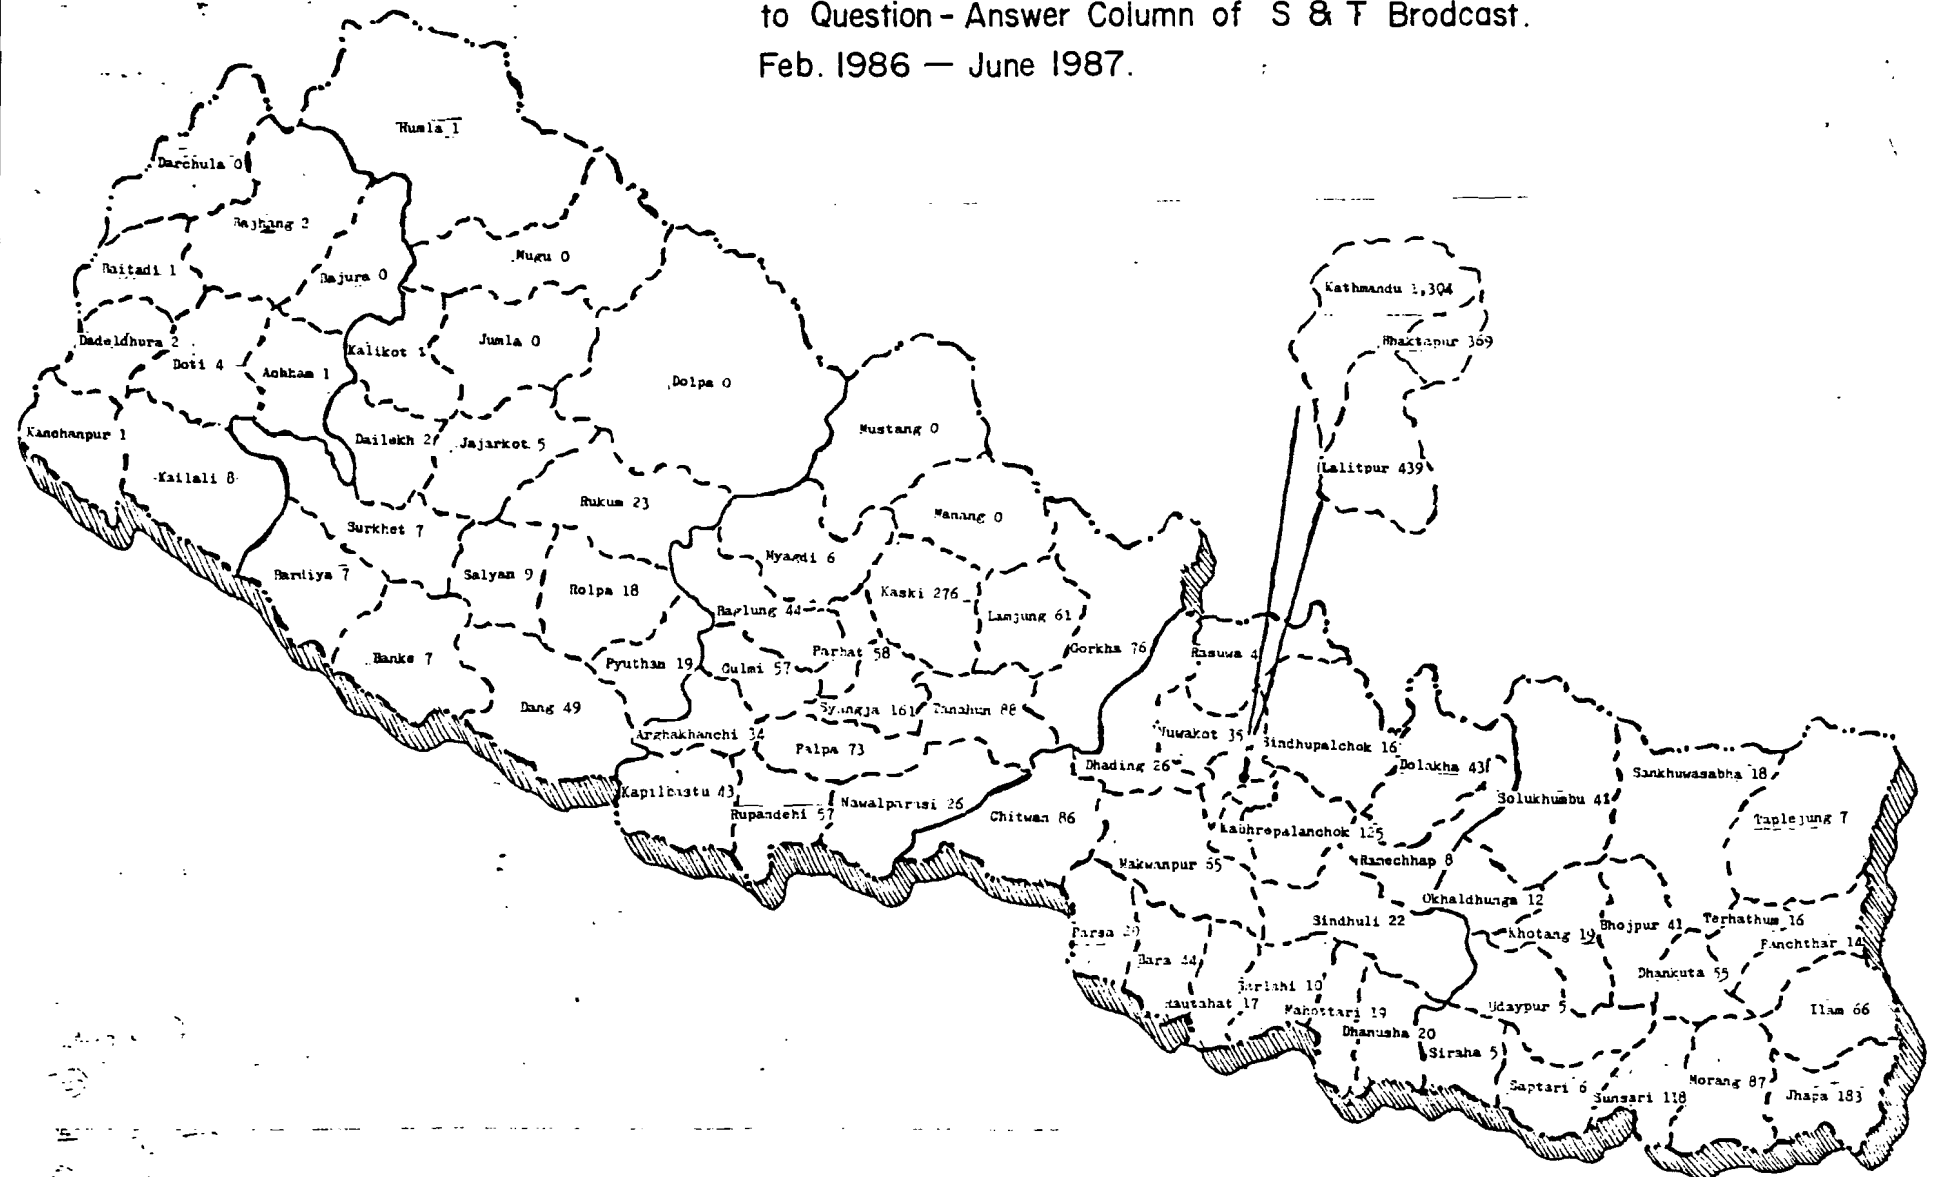 to Question - Answer Column of S & T Brodcast.
Feb. 1986 — June 1987.
Humla 1
Darchula 0
Bajhang 2
Mugu 0
Baitadi 1
Bajura 0
Kathmandu 1,304
Dadeldhura 2
Doti 4
Achham 1
Kalikot 1
Jumla 0
Bhaktapur 369
Dolpa 0
Kanchanpur 1
Dailekh 2
Jajarkot 5
Mustang 0
Kailali 8
Lalitpur 439
Rukum 23
Manang 0
Surkhet 7
Myagdi 6
Bardiya 7
Salyan 9
Rolpa 18
Kaski 276
Baglung 44
Lamjung 61
Banke 7
Pyuthan 19
Gulmi 57
Parbat 58
Gorkha 76
Rasuwa 4
Dang 49
Syangja 161
Tanahun 88
Arghakhanchi 34
Palpa 73
Nuwakot 35
Sindhupalchok 16
Dhading 26
Dolakha 43
Sankhuwasabha 18
Kapilbastu 43
Rupandehi 57
Nawalparasi 26
Chitwan 86
Solukhumbu 41
Taplejung 7
Kabhrepalanchok 125
Makwanpur 65
Ramechhap 8
Okhaldhunga 12
Sindhuli 22
Khotang 19
Bhojpur 41
Terhathum 16
Parsa
Panchthar 14
Bara 44
Dhankuta 55
Sarlahi 10
Rautahat 17
Mahottari 19
Udaypur 5
Ilam 66
Dhanusha 20
Siraha 5
Saptari 6
Sunsari 118
Morang 87
Jhapa 183